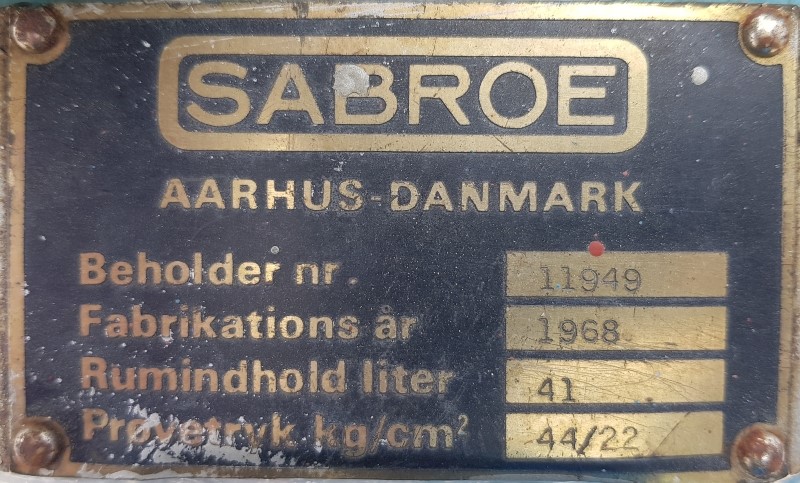 SABROE
AARHUS-DANMARK
Beholder nr. 11949
Fabrikations år 1968
Rumindhold liter 41
Prøvetryk kg/cm² 44/22